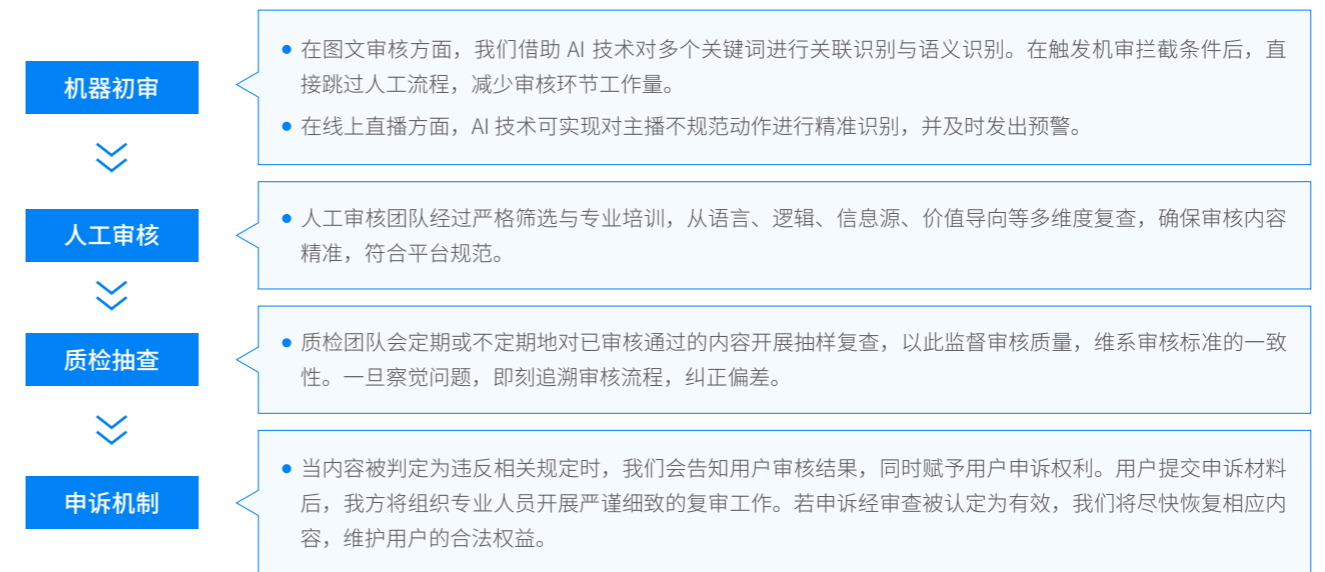 机器初审
在图文审核方面，我们借助 AI 技术对多个关键词进行关联识别与语义识别。在触发机审拦截条件后，直
接跳过人工流程，减少审核环节工作量。
在线上直播方面，AI 技术可实现对主播不规范动作进行精准识别，并及时发出预警。
人工审核
人工审核团队经过严格筛选与专业培训，从语言、逻辑、信息源、价值导向等多维度复查，确保审核内容
精准，符合平台规范。
质检抽查
质检团队会定期或不定期地对已审核通过的内容开展抽样复查，以此监督审核质量，维系审核标准的一致
性。一旦察觉问题，即刻追溯审核流程，纠正偏差。
申诉机制
当内容被判定为违反相关规定时，我们会告知用户审核结果，同时赋予用户申诉权利。用户提交申诉材料
后，我方将组织专业人员开展严谨细致的复审工作。若申诉经审查被认定为有效，我们将尽快恢复相应内
容，维护用户的合法权益。